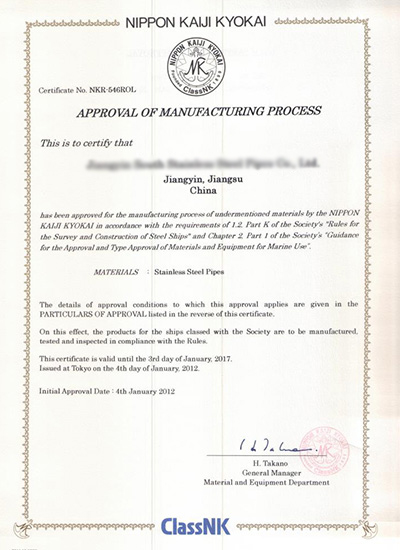 NIPPON KAIJI KYOKAI
NIPPON KAIJI KYOKAI
NK
ClassNK
Certificate No. NKR-546ROL
APPROVAL OF MANUFACTURING PROCESS
This is to certify that
Jiangyin, Jiangsu
China
has been approved for the manufacturing process of undermentioned materials by the NIPPON
KAIJI KYOKAI in accordance with the requirements of 1.2, Part K of the Society's "Rules for
the Survey and Construction of Steel Ships" and Chapter 2, Part 1 of the Society's "Guidance
for the Approval and Type Approval of Materials and Equipment for Marine Use".
MATERIALS : Stainless Steel Pipes
The details of approval conditions to which this approval applies are given in the
PARTICULARS OF APPROVAL listed in the reverse of this certificate.
On this effect, the products for the ships classed with the Society are to be manufactured,
tested and inspected in compliance with the Rules.
This certificate is valid until the 3rd day of January, 2017.
Issued at Tokyo on the 4th day of January, 2012.
Initial Approval Date : 4th January 2012
H. Takano
General Manager
Material and Equipment Department
ClassNK